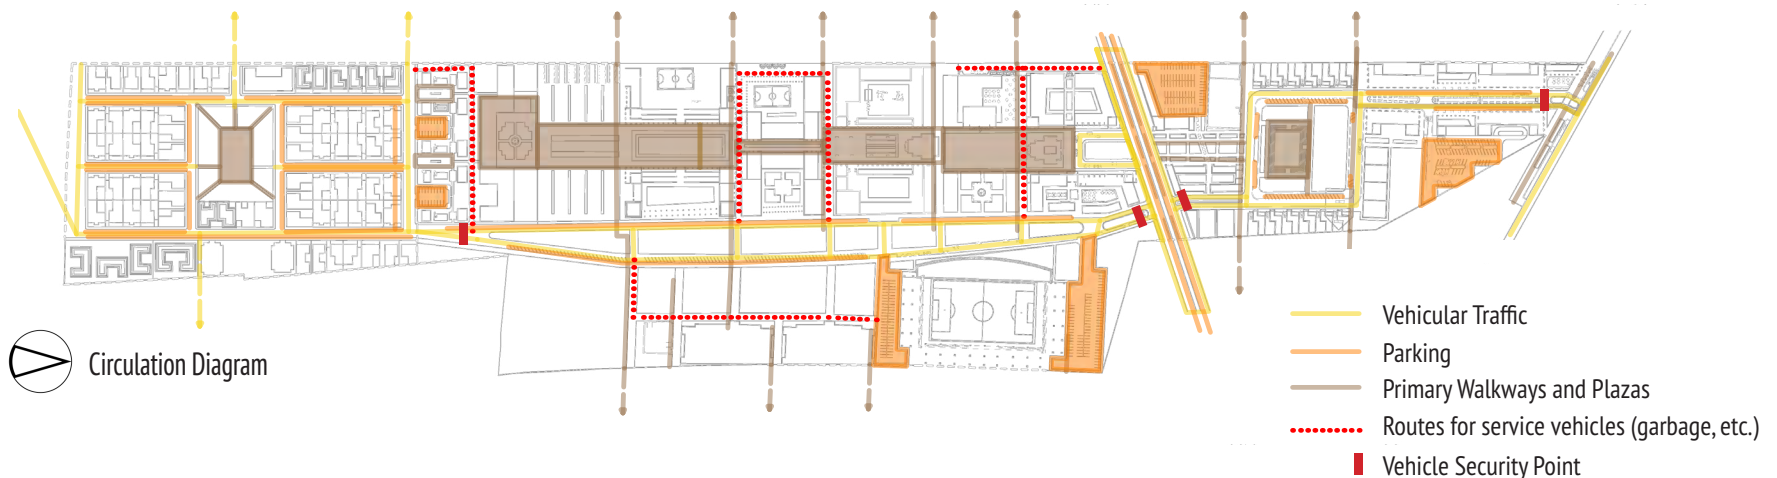 Circulation Diagram
Vehicular Traffic
Parking
Primary Walkways and Plazas
Routes for service vehicles (garbage, etc.)
Vehicle Security Point